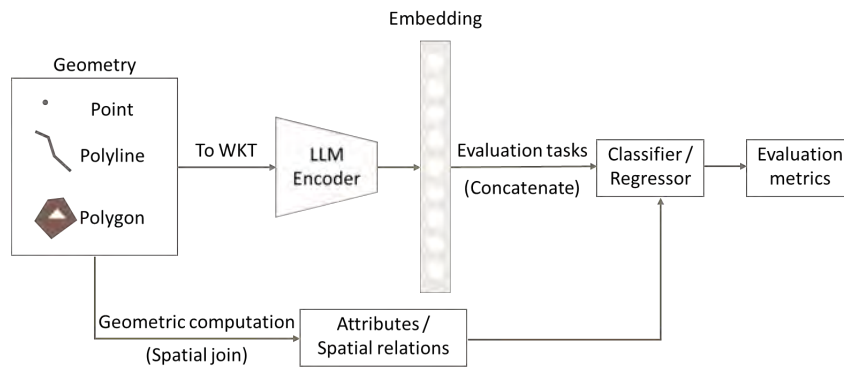 Embedding
Geometry
Point
Polyline
Polygon
To WKT
LLM
Encoder
Evaluation tasks
(Concatenate)
Classifier /
Regressor
Evaluation
metrics
Geometric computation
(Spatial join)
Attributes /
Spatial relations